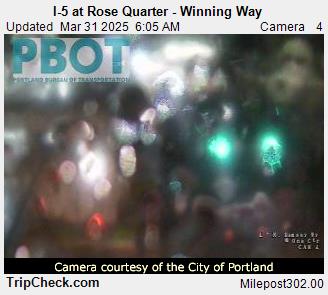 I-5 at Rose Quarter - Winning Way
Updated Mar 31 2025 6:05 AM Camera 4
PBOT
PORTLAND BUREAU OF TRANSPORTATION
Camera courtesy of the City of Portland
TripCheck.com Milepost302.00